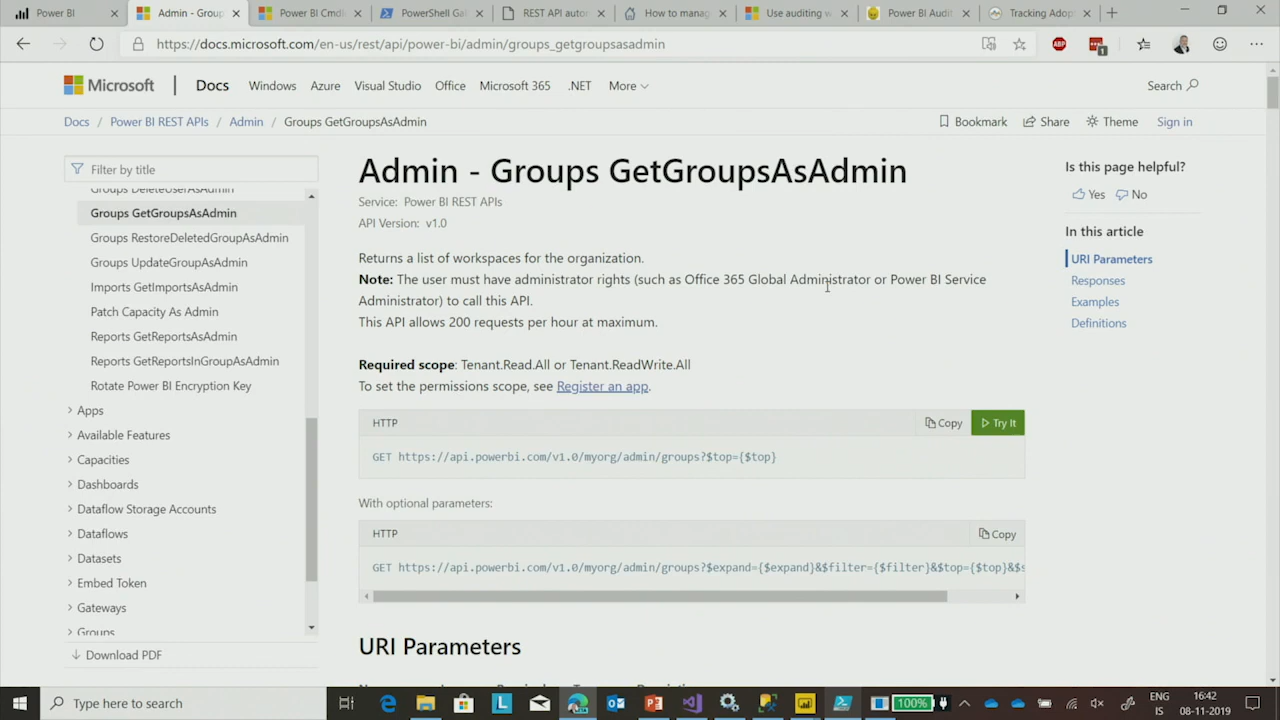 Power BI
Admin - Group
Power BI Cmdl
PowerShell Gal
REST API auto
How to manag
Use auditing w
Power BI Audit
Tracking Adop
https://docs.microsoft.com/en-us/rest/api/power-bi/admin/groups_getgroupsasadmin
ABP
1
Microsoft
Docs
Windows
Azure
Visual Studio
Office
Microsoft 365
.NET
More
Search
Docs / Power BI REST APIs / Admin / Groups GetGroupsAsAdmin
Bookmark
Share
Theme
Sign in
Filter by title
Groups DeleteUserAsAdmin
Groups GetGroupsAsAdmin
Groups RestoreDeletedGroupAsAdmin
Groups UpdateGroupAsAdmin
Imports GetImportsAsAdmin
Patch Capacity As Admin
Reports GetReportsAsAdmin
Reports GetReportsInGroupAsAdmin
Rotate Power BI Encryption Key
Apps
Available Features
Capacities
Dashboards
Dataflow Storage Accounts
Dataflows
Datasets
Embed Token
Gateways
Groups
Download PDF
Admin - Groups GetGroupsAsAdmin
Service: Power BI REST APIs
API Version: v1.0
Returns a list of workspaces for the organization.
Note: The user must have administrator rights (such as Office 365 Global Administrator or Power BI Service
Administrator) to call this API.
This API allows 200 requests per hour at maximum.
Required scope: Tenant.Read.All or Tenant.ReadWrite.All
To set the permissions scope, see Register an app.
HTTP
Copy
Try It
GET https://api.powerbi.com/v1.0/myorg/admin/groups?$top={$top}
With optional parameters:
HTTP
Copy
GET https://api.powerbi.com/v1.0/myorg/admin/groups?$expand={$expand}&$filter={$filter}&$top={$top}&$s
URI Parameters
Is this page helpful?
Yes
No
In this article
URI Parameters
Responses
Examples
Definitions
Type here to search
100%
ENG
IS
16:42
08-11-2019